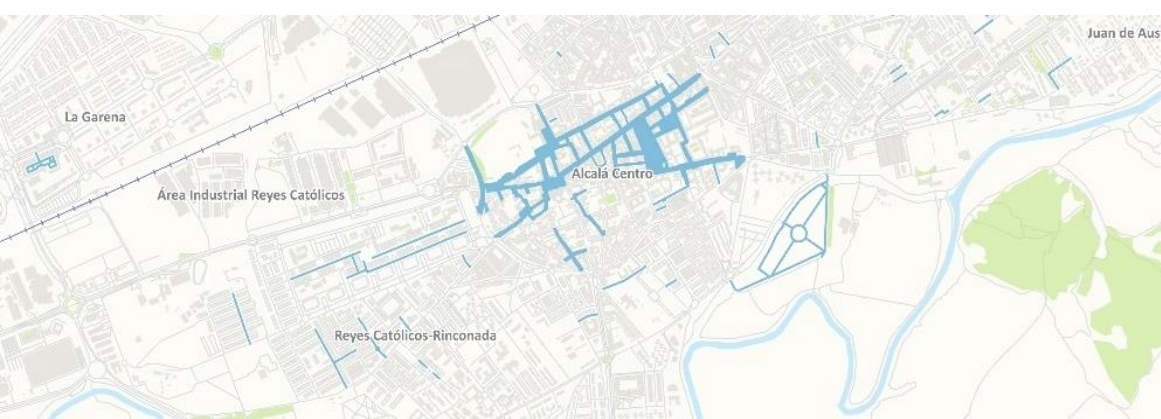 Juan de Aus
La Garena
Alcalá Centro
Área Industrial Reyes Católicos
Reyes Católicos-Rinconada